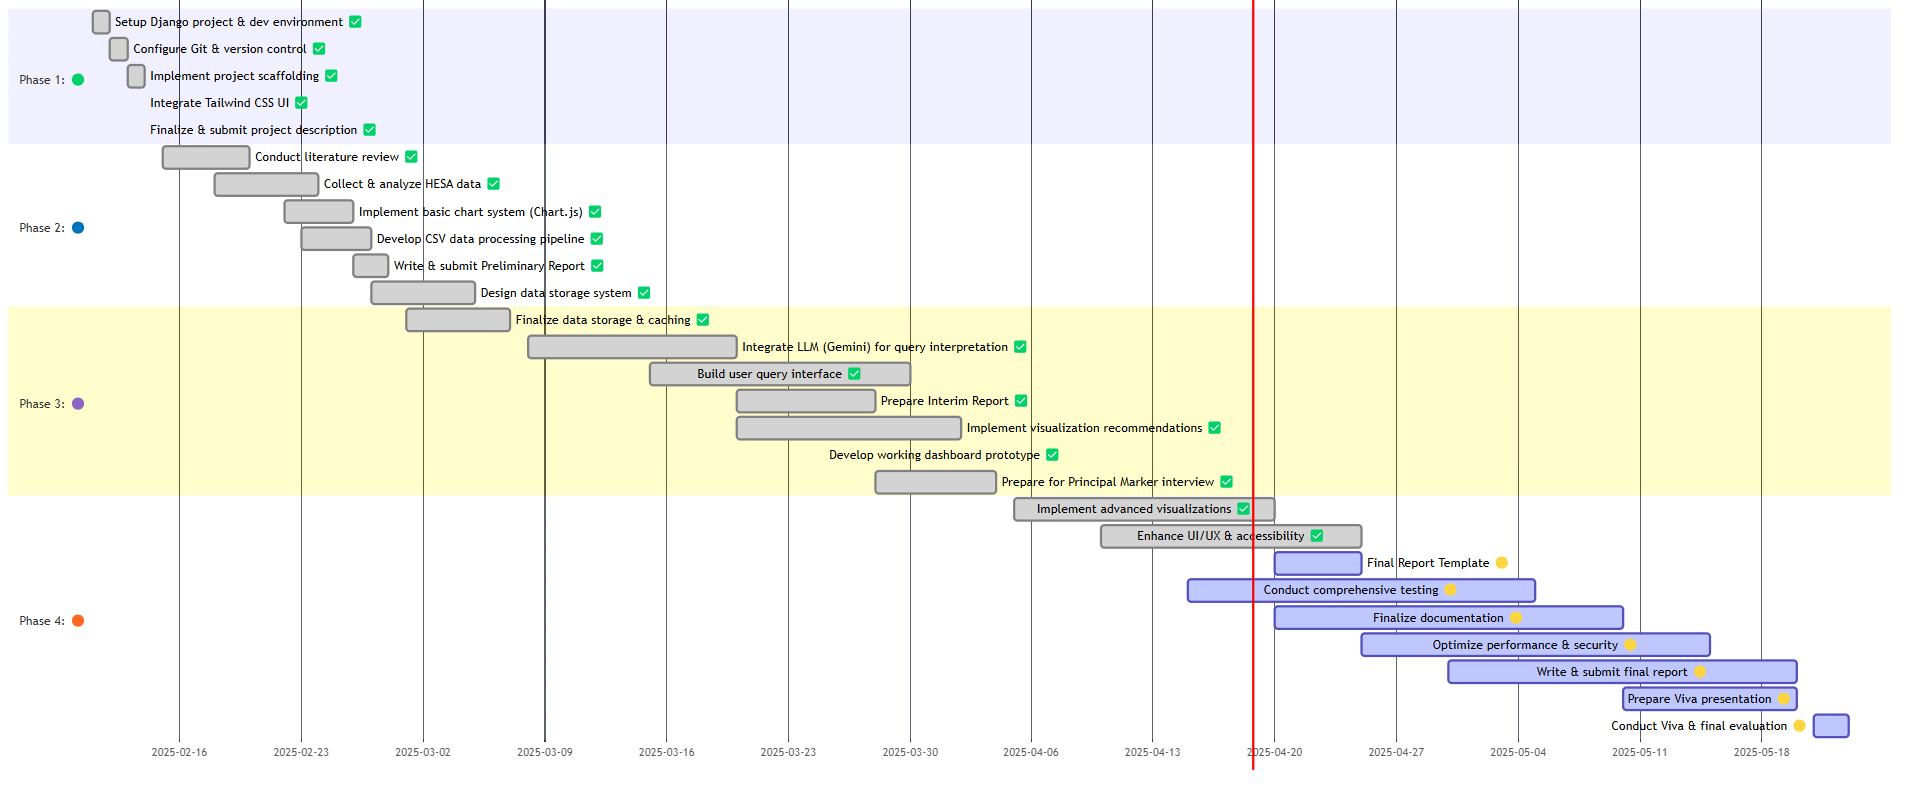 Setup Django project & dev environment ✅
Configure Git & version control ✅
Phase 1: 🟢
Implement project scaffolding ✅
Integrate Tailwind CSS UI ✅
Finalize & submit project description ✅
Conduct literature review ✅
Collect & analyze HESA data ✅
Implement basic chart system (Chart.js) ✅
Phase 2: 🔵
Develop CSV data processing pipeline ✅
Write & submit Preliminary Report ✅
Design data storage system ✅
Finalize data storage & caching ✅
Integrate LLM (Gemini) for query interpretation ✅
Build user query interface ✅
Phase 3: 🟣
Prepare Interim Report ✅
Implement visualization recommendations ✅
Develop working dashboard prototype ✅
Prepare for Principal Marker interview ✅
Implement advanced visualizations ✅
Enhance UI/UX & accessibility ✅
Final Report Template 🟡
Conduct comprehensive testing 🟡
Phase 4: 🟠
Finalize documentation 🟡
Optimize performance & security 🟡
Write & submit final report 🟡
Prepare Viva presentation 🟡
Conduct Viva & final evaluation 🟡
2025-02-16 2025-02-23 2025-03-02 2025-03-09 2025-03-16 2025-03-23 2025-03-30 2025-04-06 2025-04-13 2025-04-20 2025-04-27 2025-05-04 2025-05-11 2025-05-18